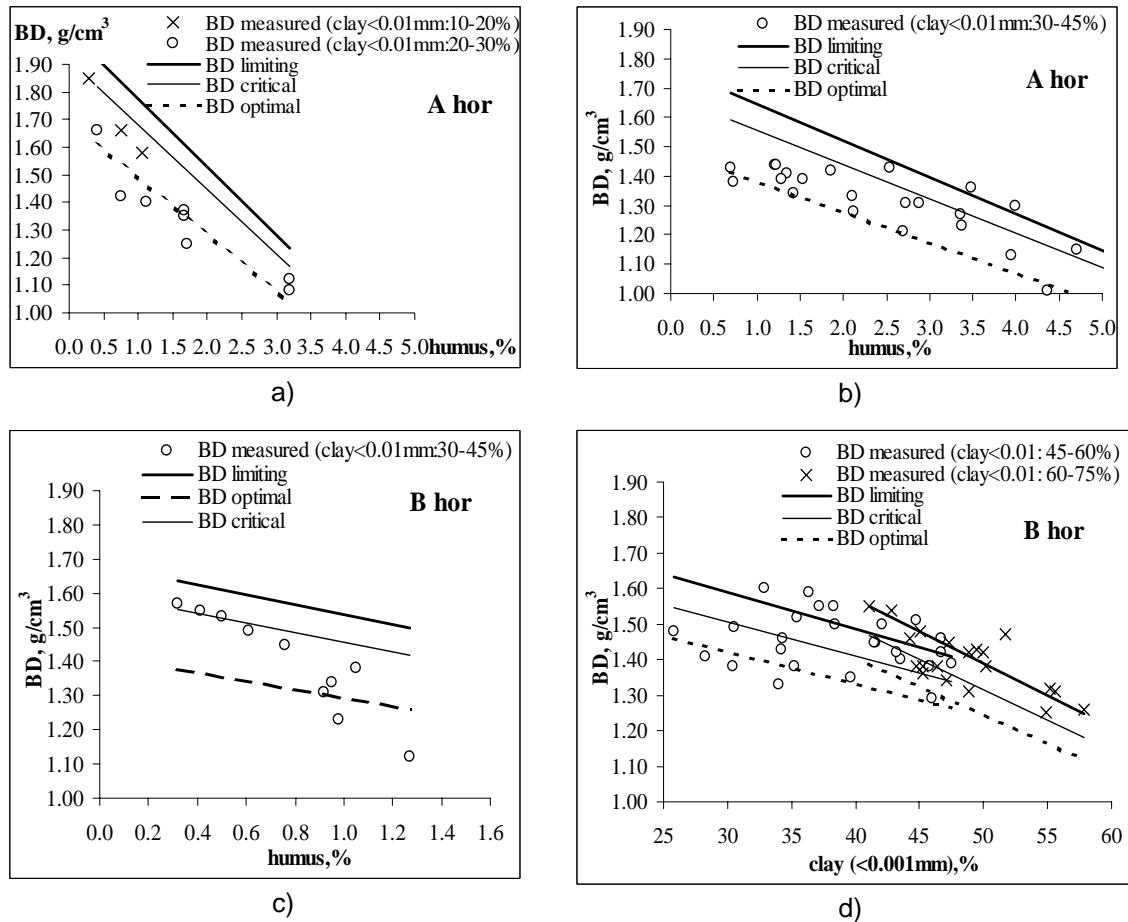 a)
BD, g/cm³
× BD measured (clay<0.01mm:10-20%)
○ BD measured (clay<0.01mm:20-30%)
BD limiting
BD critical
BD optimal
A hor
1.90
1.80
1.70
1.60
1.50
1.40
1.30
1.20
1.10
1.00
0.0 0.5 1.0 1.5 2.0 2.5 3.0 3.5 4.0 4.5 5.0 humus,%
a)
○ BD measured (clay<0.01mm:30-45%)
BD limiting
BD critical
BD optimal
A hor
BD, g/cm³
1.90
1.80
1.70
1.60
1.50
1.40
1.30
1.20
1.10
1.00
0.0 0.5 1.0 1.5 2.0 2.5 3.0 3.5 4.0 4.5 5.0
humus,%
b)
○ BD measured (clay<0.01mm:30-45%)
BD limiting
BD optimal
BD critical
B hor
BD, g/cm³
1.90
1.80
1.70
1.60
1.50
1.40
1.30
1.20
1.10
1.00
0.0 0.2 0.4 0.6 0.8 1.0 1.2 1.4 1.6
humus,%
c)
○ BD measured (clay<0.01: 45-60%)
× BD measured (clay<0.01: 60-75%)
BD limiting
BD critical
BD optimal
B hor
BD, g/cm³
1.90
1.80
1.70
1.60
1.50
1.40
1.30
1.20
1.10
1.00
25 30 35 40 45 50 55 60
clay (<0.001mm),%
d)